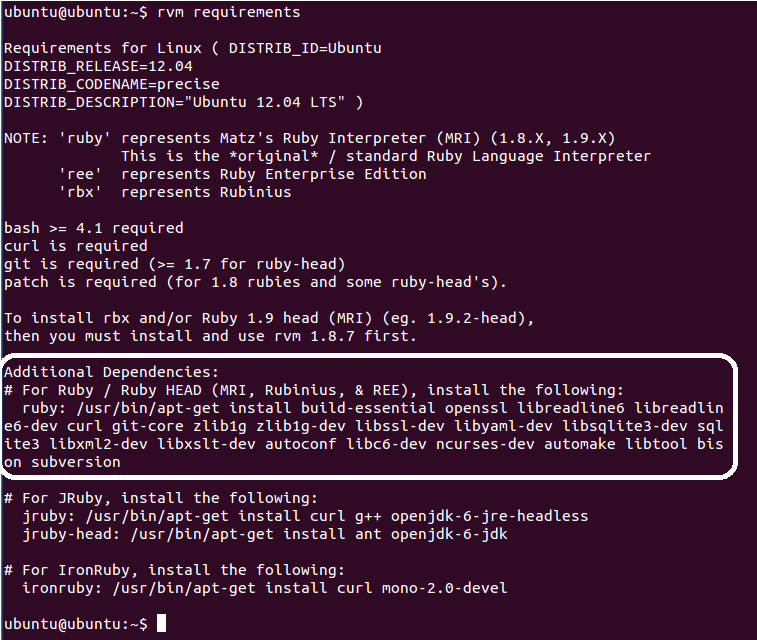 ubuntu@ubuntu:~$ rvm requirements
Requirements for Linux ( DISTRIB_ID=Ubuntu
DISTRIB_RELEASE=12.04
DISTRIB_CODENAME=precise
DISTRIB_DESCRIPTION="Ubuntu 12.04 LTS" )
NOTE: 'ruby' represents Matz's Ruby Interpreter (MRI) (1.8.X, 1.9.X)
This is the *original* / standard Ruby Language Interpreter
'ree' represents Ruby Enterprise Edition
'rbx' represents Rubinius
bash >= 4.1 required
curl is required
git is required (>= 1.7 for ruby-head)
patch is required (for 1.8 rubies and some ruby-head's).
To install rbx and/or Ruby 1.9 head (MRI) (eg. 1.9.2-head),
then you must install and use rvm 1.8.7 first.
Additional Dependencies:
# For Ruby / Ruby HEAD (MRI, Rubinius, & REE), install the following:
ruby: /usr/bin/apt-get install build-essential openssl libreadline6 libreadlin
e6-dev curl git-core zlib1g zlib1g-dev libssl-dev libyaml-dev libsqlite3-dev sql
ite3 libxml2-dev libxslt-dev autoconf libc6-dev ncurses-dev automake libtool bis
on subversion
# For JRuby, install the following:
jruby: /usr/bin/apt-get install curl g++ openjdk-6-jre-headless
jruby-head: /usr/bin/apt-get install ant openjdk-6-jdk
# For IronRuby, install the following:
ironruby: /usr/bin/apt-get install curl mono-2.0-devel
ubuntu@ubuntu:~$